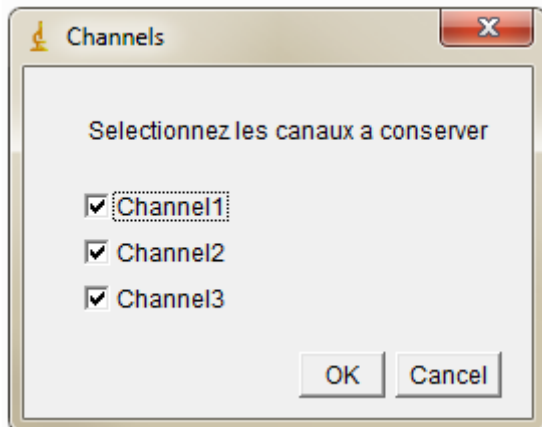 Channels
Selectionnez les canaux a conserver
Channel1
Channel2
Channel3
OK Cancel